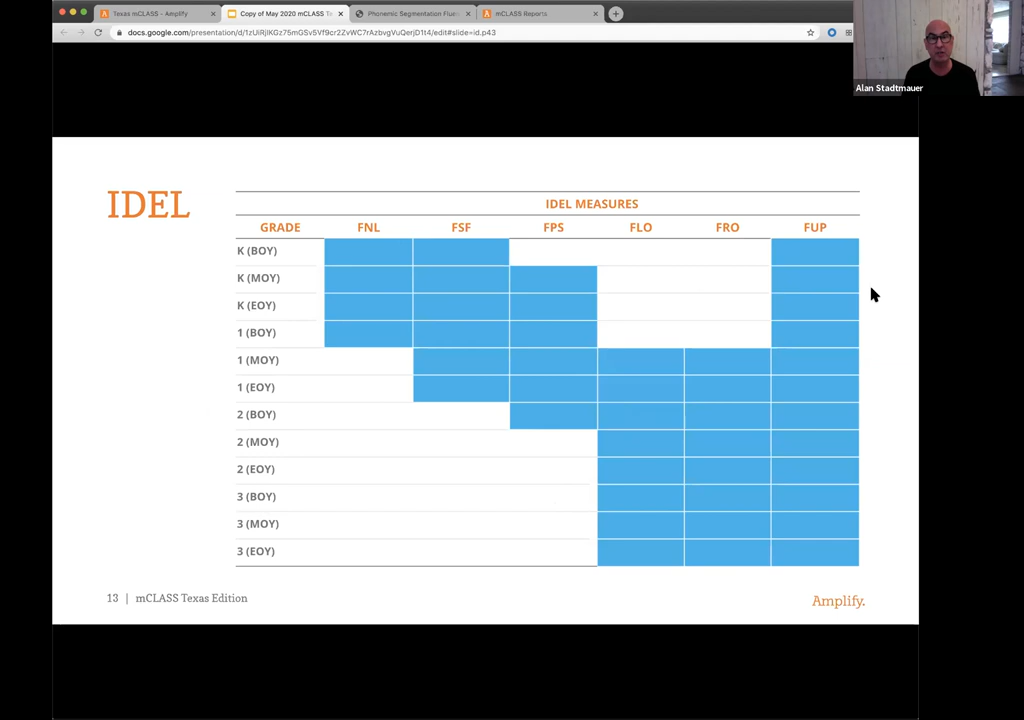 Texas mCLASS - Amplify
Copy of May 2020 mCLASS Te
Phonemic Segmentation Fluen
mCLASS Reports
docs.google.com/presentation/d/1zUiRjlKGz75mGSv5Vf9cr2ZvWC7rAzbvgVuQerjD1t4/edit#slide=id.p43
Alan Stadtmauer
IDEL
IDEL MEASURES
GRADE FNL FSF FPS FLO FRO FUP
K (BOY)
K (MOY)
K (EOY)
1 (BOY)
1 (MOY)
1 (EOY)
2 (BOY)
2 (MOY)
2 (EOY)
3 (BOY)
3 (MOY)
3 (EOY)
13 | mCLASS Texas Edition
Amplify.